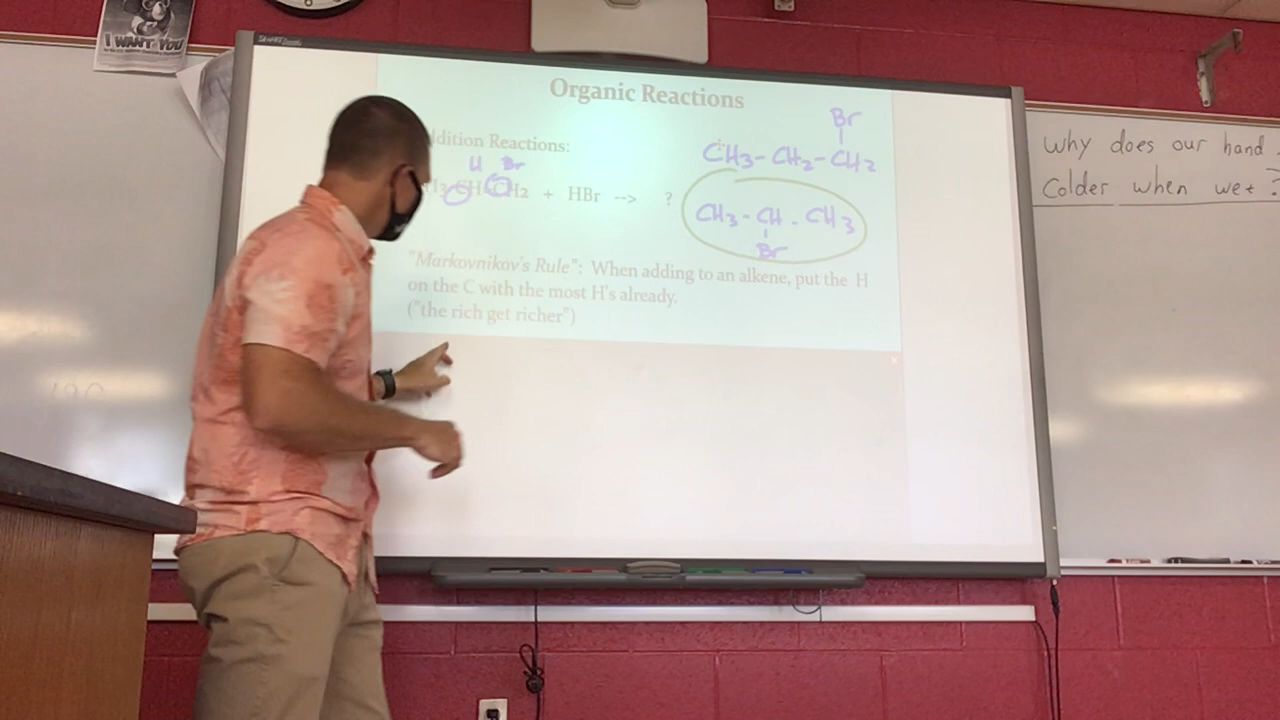 I WANT YOU
Organic Reactions
ddition Reactions:
H Br
H2 + HBr --> ?
Br
CH3-CH2-CH2
CH3-CH-CH3
Br
"Markovnikov's Rule": When adding to an alkene, put the H
on the C with the most H's already.
("the rich get richer")
Why does our hand
Colder when wet ?